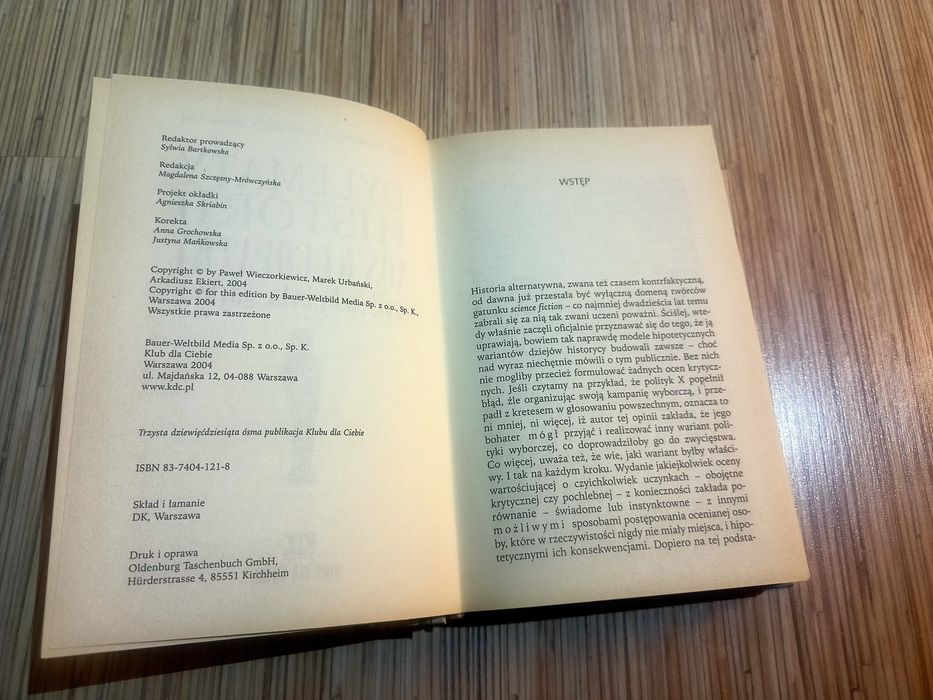 Redaktor prowadzący
Sylwia Bartkowska
Redakcja
Magdalena Szczęsny-Mrówczyńska
Projekt okładki
Agnieszka Skriabin
Korekta
Anna Grochowska
Justyna Mańkowska
Copyright © by Paweł Wieczorkiewicz, Marek Urbański,
Arkadiusz Ekiert, 2004
Copyright © for this edition by Bauer-Weltbild Media Sp. z o.o., Sp. K.,
Warszawa 2004
Wszystkie prawa zastrzeżone
Bauer-Weltbild Media Sp. z o.o., Sp. K.
Klub dla Ciebie
Warszawa 2004
ul. Majdańska 12, 04-088 Warszawa
www.kdc.pl
Trzysta dziewięćdziesiąta ósma publikacja Klubu dla Ciebie
ISBN 83-7404-121-8
Skład i łamanie
DK, Warszawa
Druk i oprawa
Oldenburg Taschenbuch GmbH,
Hürderstrasse 4, 85551 Kirchheim
WSTĘP
Historia alternatywna, zwana też czasem kontrfaktyczną,
od dawna już przestała być wyłączną domeną twórców
gatunku science fiction – co najmniej dwadzieścia lat temu
zabrali się za nią tak zwani uczeni poważni. Ściślej, wte-
dy właśnie zaczęli oficjalnie przyznawać się do tego, że ją
uprawiają, bowiem tak naprawdę modele hipotetycznych
wariantów dziejów historycy budowali zawsze – choć
nad wyraz niechętnie mówili o tym publicznie. Bez nich
nie mogliby przecież formułować żadnych ocen krytycz-
nych. Jeśli czytamy na przykład, że polityk X popełnił
błąd, źle organizując swoją kampanię wyborczą, i prze-
padł z kretesem w głosowaniu powszechnym, oznacza to
ni mniej, ni więcej, iż autor tej opinii zakłada, że jego
bohater mógł przyjąć i realizować inny wariant poli-
tyki wyborczej, co doprowadziłoby go do zwycięstwa.
Co więcej, uważa też, że wie, jaki wariant byłby właści-
wy. I tak na każdym kroku. Wydanie jakiejkolwiek oceny
wartościującej o czyichkolwiek uczynkach – obojętne
krytycznej czy pochlebnej – z konieczności zakłada po-
równanie – świadome lub instynktowne – z innymi
możliwymi sposobami postępowania ocenianej oso-
by, które w rzeczywistości nigdy nie miały miejsca, i hipo-
tetycznymi ich konsekwencjami. Dopiero na tej podsta-